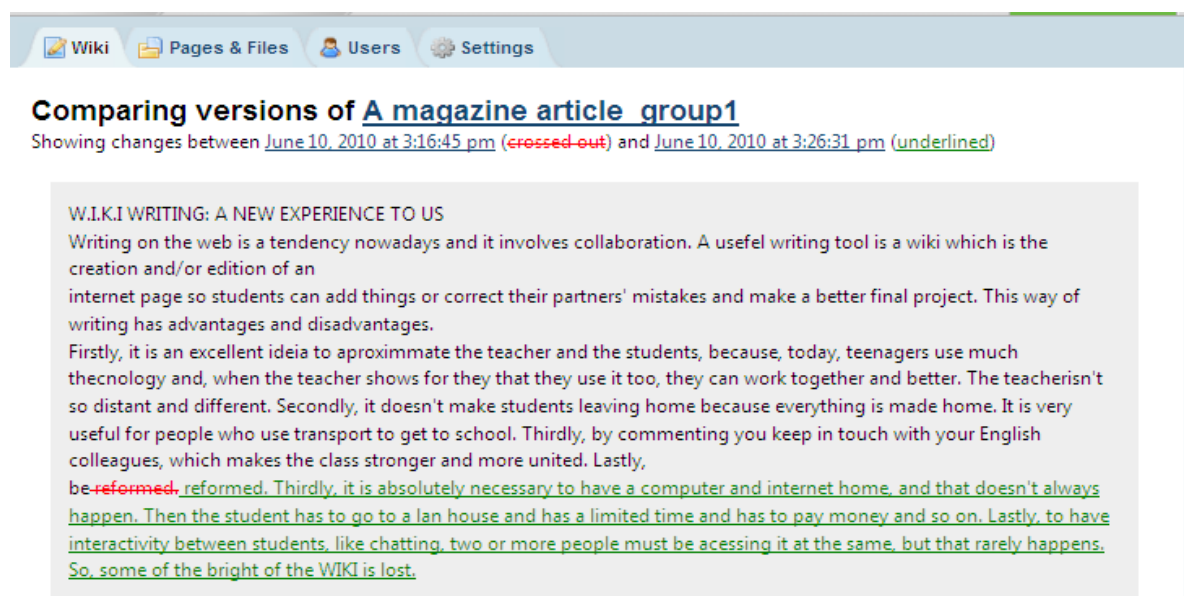 Wiki Pages & Files Users Settings
Comparing versions of A magazine article_group1
Showing changes between June 10, 2010 at 3:16:45 pm (crossed out) and June 10, 2010 at 3:26:31 pm (underlined)
W.I.K.I WRITING: A NEW EXPERIENCE TO US
Writing on the web is a tendency nowadays and it involves collaboration. A usefel writing tool is a wiki which is the
creation and/or edition of an
internet page so students can add things or correct their partners' mistakes and make a better final project. This way of
writing has advantages and disadvantages.
Firstly, it is an excellent ideia to aproximmate the teacher and the students, because, today, teenagers use much
thecnology and, when the teacher shows for they that they use it too, they can work together and better. The teacherisn't
so distant and different. Secondly, it doesn't make students leaving home because everything is made home. It is very
useful for people who use transport to get to school. Thirdly, by commenting you keep in touch with your English
colleagues, which makes the class stronger and more united. Lastly,
be reformed. reformed. Thirdly, it is absolutely necessary to have a computer and internet home, and that doesn't always
happen. Then the student has to go to a lan house and has a limited time and has to pay money and so on. Lastly, to have
interactivity between students, like chatting, two or more people must be acessing it at the same, but that rarely happens.
So, some of the bright of the WIKI is lost.